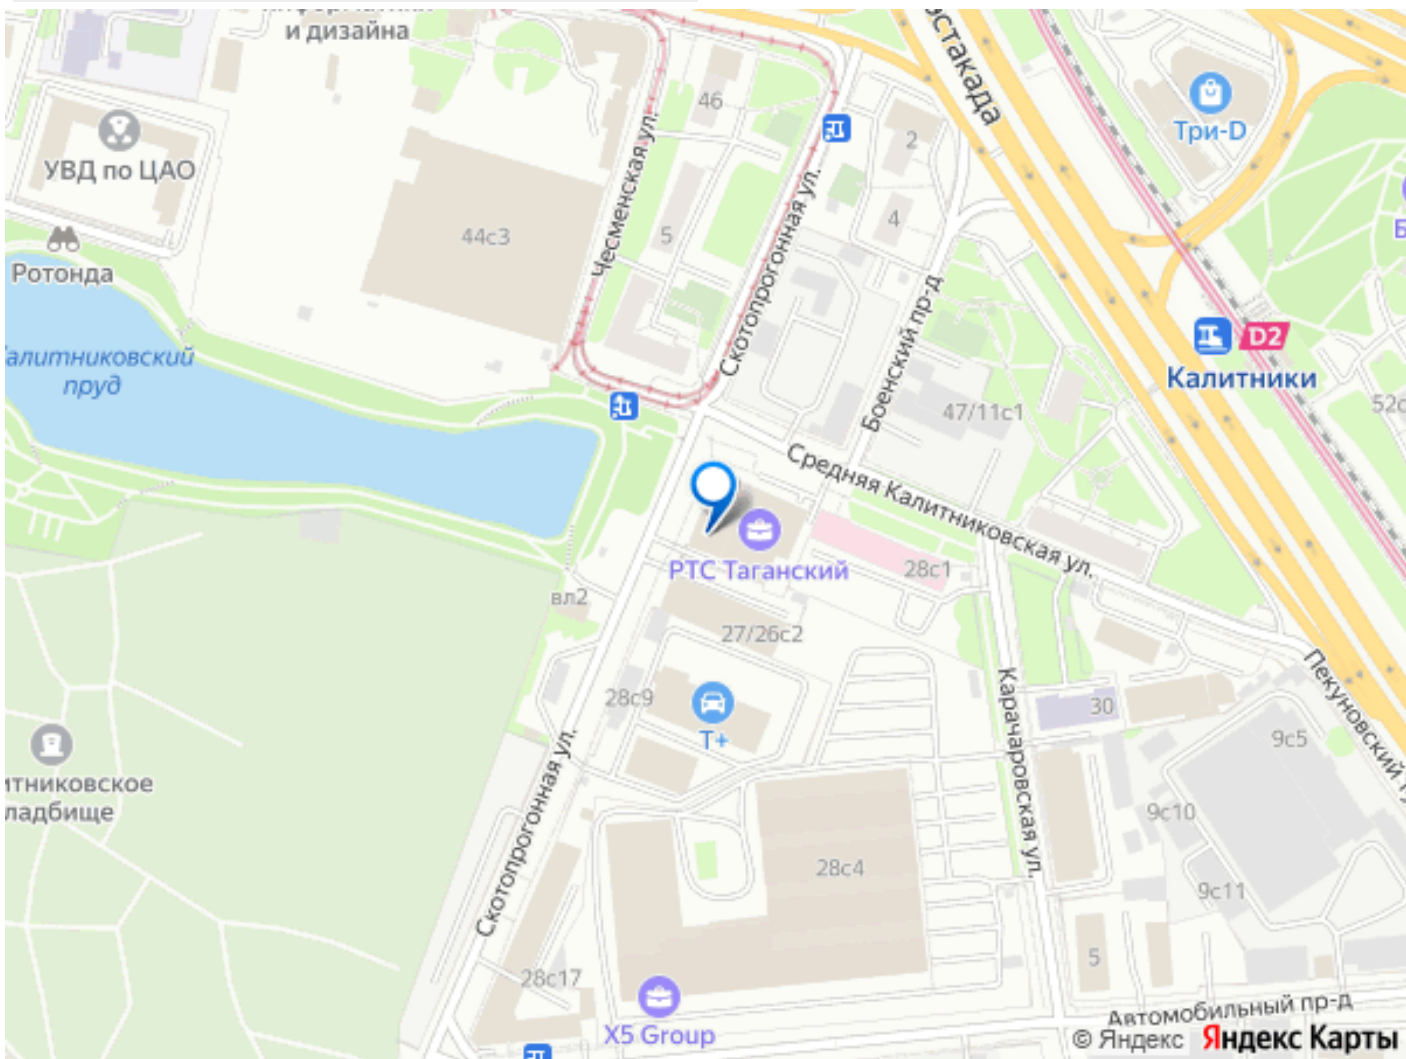 и дизайна
остакада
Три-D
46
2
УВД по ЦАО
Чесменская ул.
4
5
44с3
Скотопрогонная ул.
Ротонда
Боенский пр-д
D2
Калитники
алитниковский
пруд
52с
47/11с1
Средняя Калитниковская ул.
РТС Таганский
28с1
вл2
27/26с2
28с9
Т+
30
Карачаровская ул.
Пекуновский
9с5
итниковское
ладбище
Скотопрогонная ул.
9с10
28с4
9с11
5
28с17
X5 Group
Автомобильный пр-д
© Яндекс Яндекс Карты